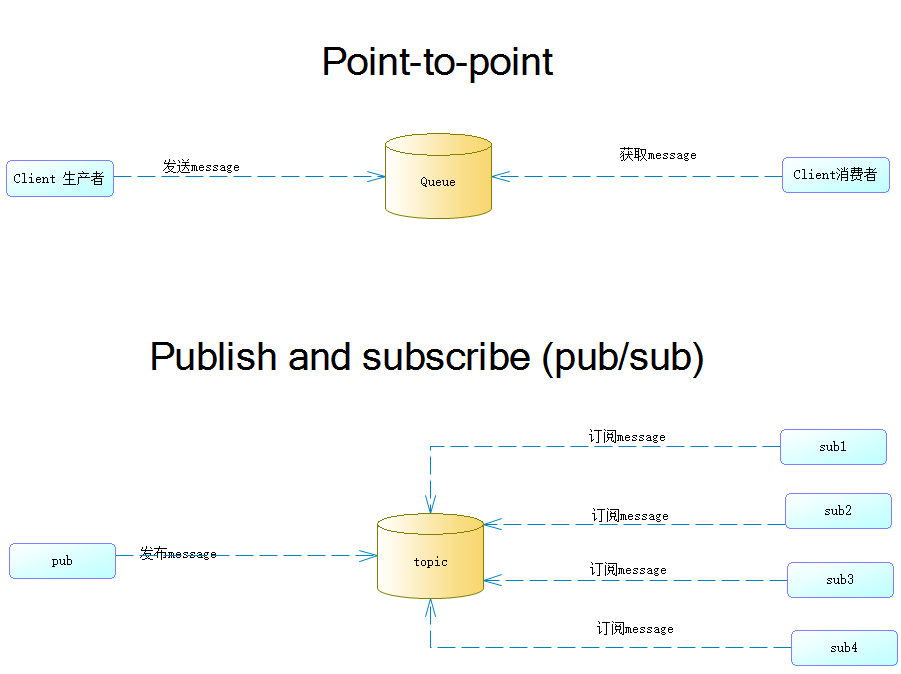 Point-to-point
发送message
获取message
Client 生产者
Queue
Client消费者
Publish and subscribe (pub/sub)
订阅message
sub1
订阅message
sub2
发布message
pub
topic
订阅message
sub3
订阅message
sub4